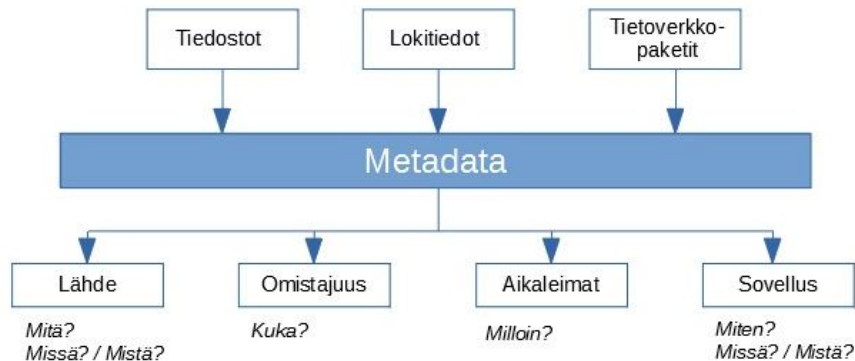 Tiedostot
Lokitiedot
Tietoverkko-
paketit
Metadata
Lähde
Omistajuus
Aikaleimat
Sovellus
Mitä?
Missä? / Mistä?
Kuka?
Milloin?
Miten?
Missä? / Mistä?